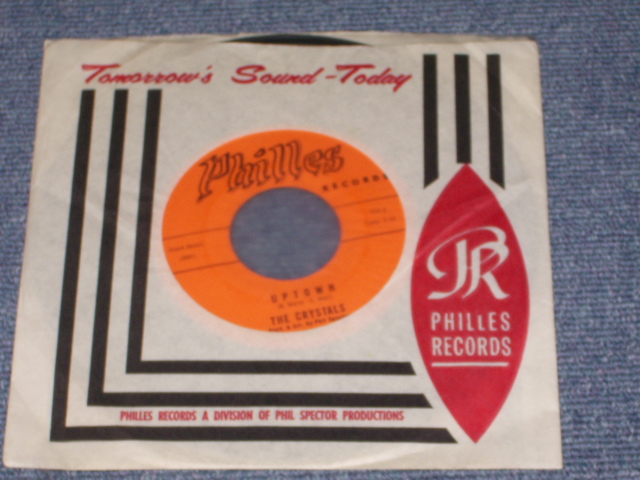 Tomorrow's Sound - Today
Philles
RECORDS
UPTOWN
THE CRYSTALS
PR
PHILLES
RECORDS
PHILLES RECORDS A DIVISION OF PHIL SPECTOR PRODUCTIONS